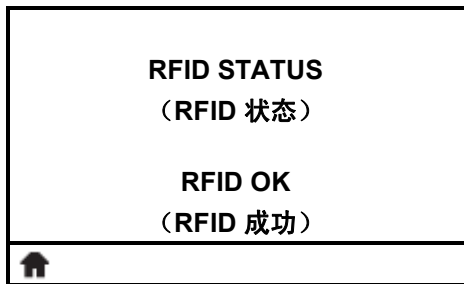 RFID STATUS
（RFID 状态）
RFID OK
（RFID 成功）